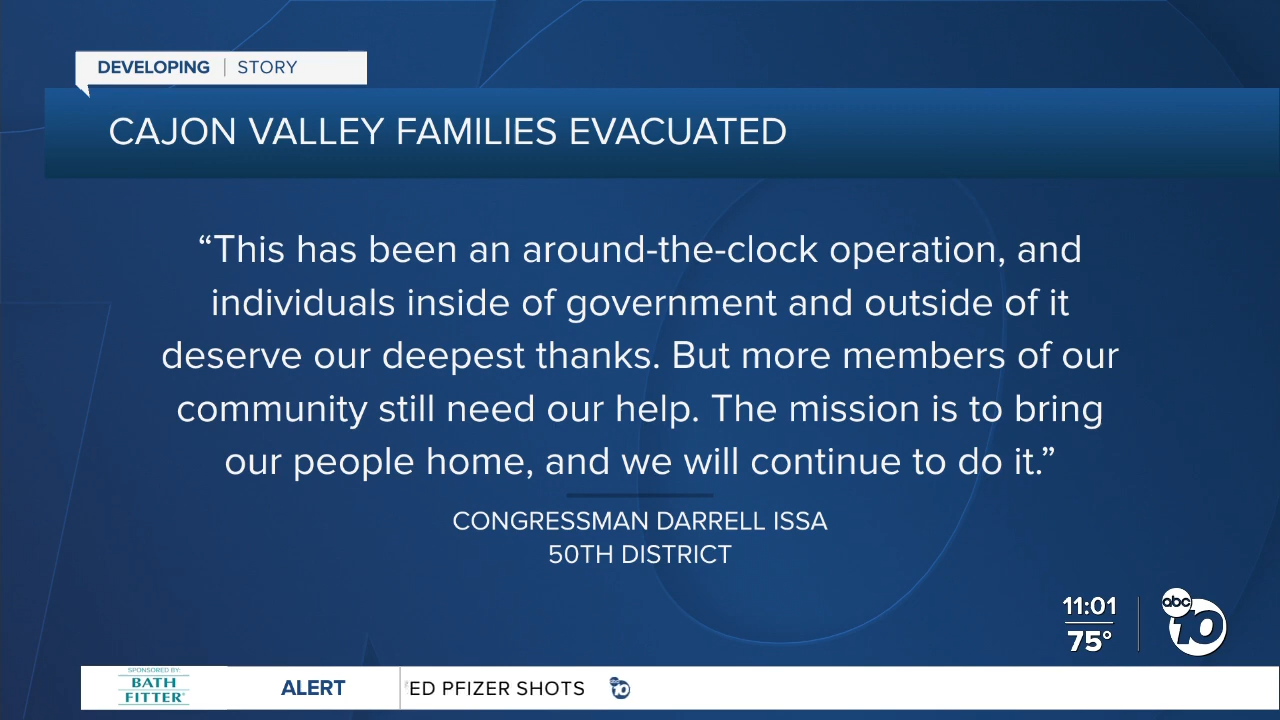 DEVELOPING | STORY
CAJON VALLEY FAMILIES EVACUATED
“This has been an around-the-clock operation, and
individuals inside of government and outside of it
deserve our deepest thanks. But more members of our
community still need our help. The mission is to bring
our people home, and we will continue to do it.”
CONGRESSMAN DARRELL ISSA
50TH DISTRICT
11:01
75°
abc
10
SPONSORED BY:
BATH
FITTER®
ALERT
ED PFIZER SHOTS
abc 10